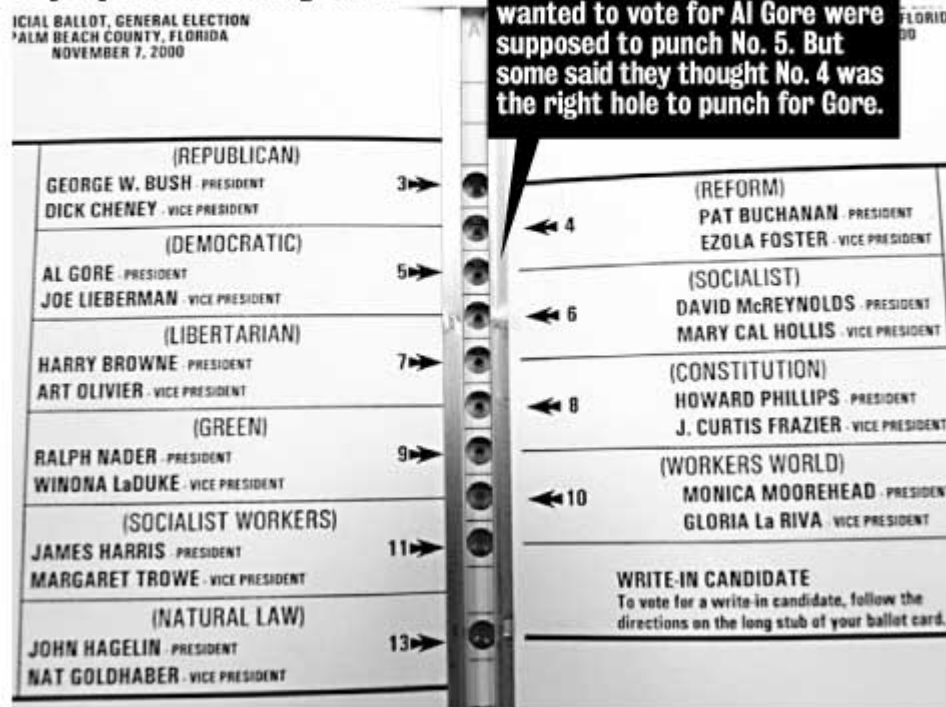 ICIAL BALLOT, GENERAL ELECTION
PALM BEACH COUNTY, FLORIDA
NOVEMBER 7, 2000
A
wanted to vote for Al Gore were
supposed to punch No. 5. But
some said they thought No. 4 was
the right hole to punch for Gore.
(REPUBLICAN)
GEORGE W. BUSH - PRESIDENT
DICK CHENEY - VICE PRESIDENT
3
(DEMOCRATIC)
AL GORE - PRESIDENT
JOE LIEBERMAN - VICE PRESIDENT
5
(LIBERTARIAN)
HARRY BROWNE - PRESIDENT
ART OLIVIER - VICE PRESIDENT
7
(GREEN)
RALPH NADER - PRESIDENT
WINONA LaDUKE - VICE PRESIDENT
9
(SOCIALIST WORKERS)
JAMES HARRIS - PRESIDENT
MARGARET TROWE - VICE PRESIDENT
11
(NATURAL LAW)
JOHN HAGELIN - PRESIDENT
NAT GOLDHABER - VICE PRESIDENT
13
(REFORM)
PAT BUCHANAN - PRESIDENT
EZOLA FOSTER - VICE PRESIDENT
4
(SOCIALIST)
DAVID McREYNOLDS - PRESIDENT
MARY CAL HOLLIS - VICE PRESIDENT
6
(CONSTITUTION)
HOWARD PHILLIPS - PRESIDENT
J. CURTIS FRAZIER - VICE PRESIDENT
8
(WORKERS WORLD)
MONICA MOOREHEAD - PRESIDEN
GLORIA La RIVA - VICE PRESIDENT
10
WRITE-IN CANDIDATE
To vote for a write-in candidate, follow the
directions on the long stub of your ballot card.